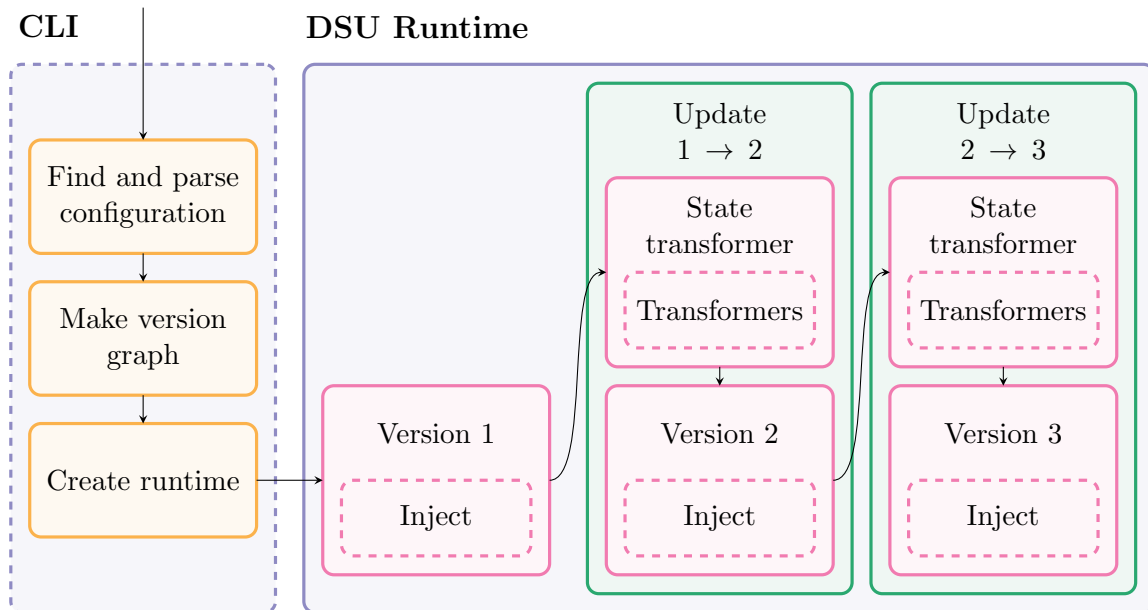 CLI
DSU Runtime
Find and parse
configuration
Make version
graph
Create runtime
Version 1
Inject
Update
1 → 2
State
transformer
Transformers
Version 2
Inject
Update
2 → 3
State
transformer
Transformers
Version 3
Inject